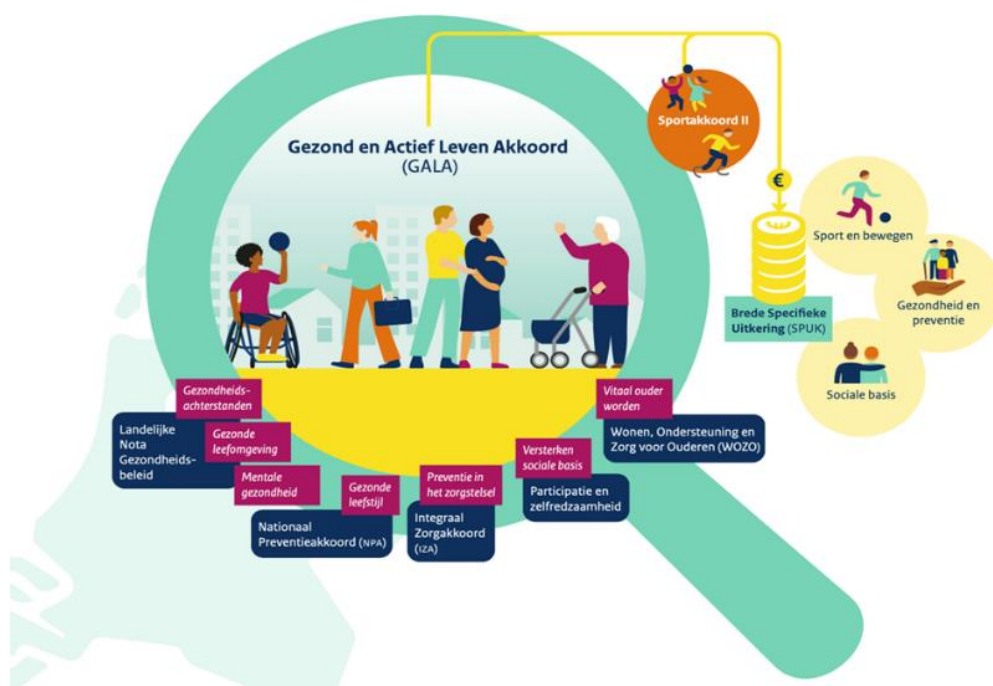 Gezond en Actief Leven Akkoord
(GALA)
Sportakkoord II
€
Brede Specifieke
Uitkering (SPUK)
Sport en bewegen
Gezondheid en
preventie
Sociale basis
Gezondheids-
achterstanden
Landelijke
Nota
Gezondheids-
beleid
Gezonde
leefomgeving
Mentale
gezondheid
Gezonde
leefstijl
Nationaal
Preventieakkoord (NPA)
Preventie in
het zorgstelsel
Integraal
Zorgakkoord
(IZA)
Versterken
sociale basis
Participatie en
zelfredzaamheid
Vitaal ouder
worden
Wonen, Ondersteuning en
Zorg voor Ouderen (WOZO)